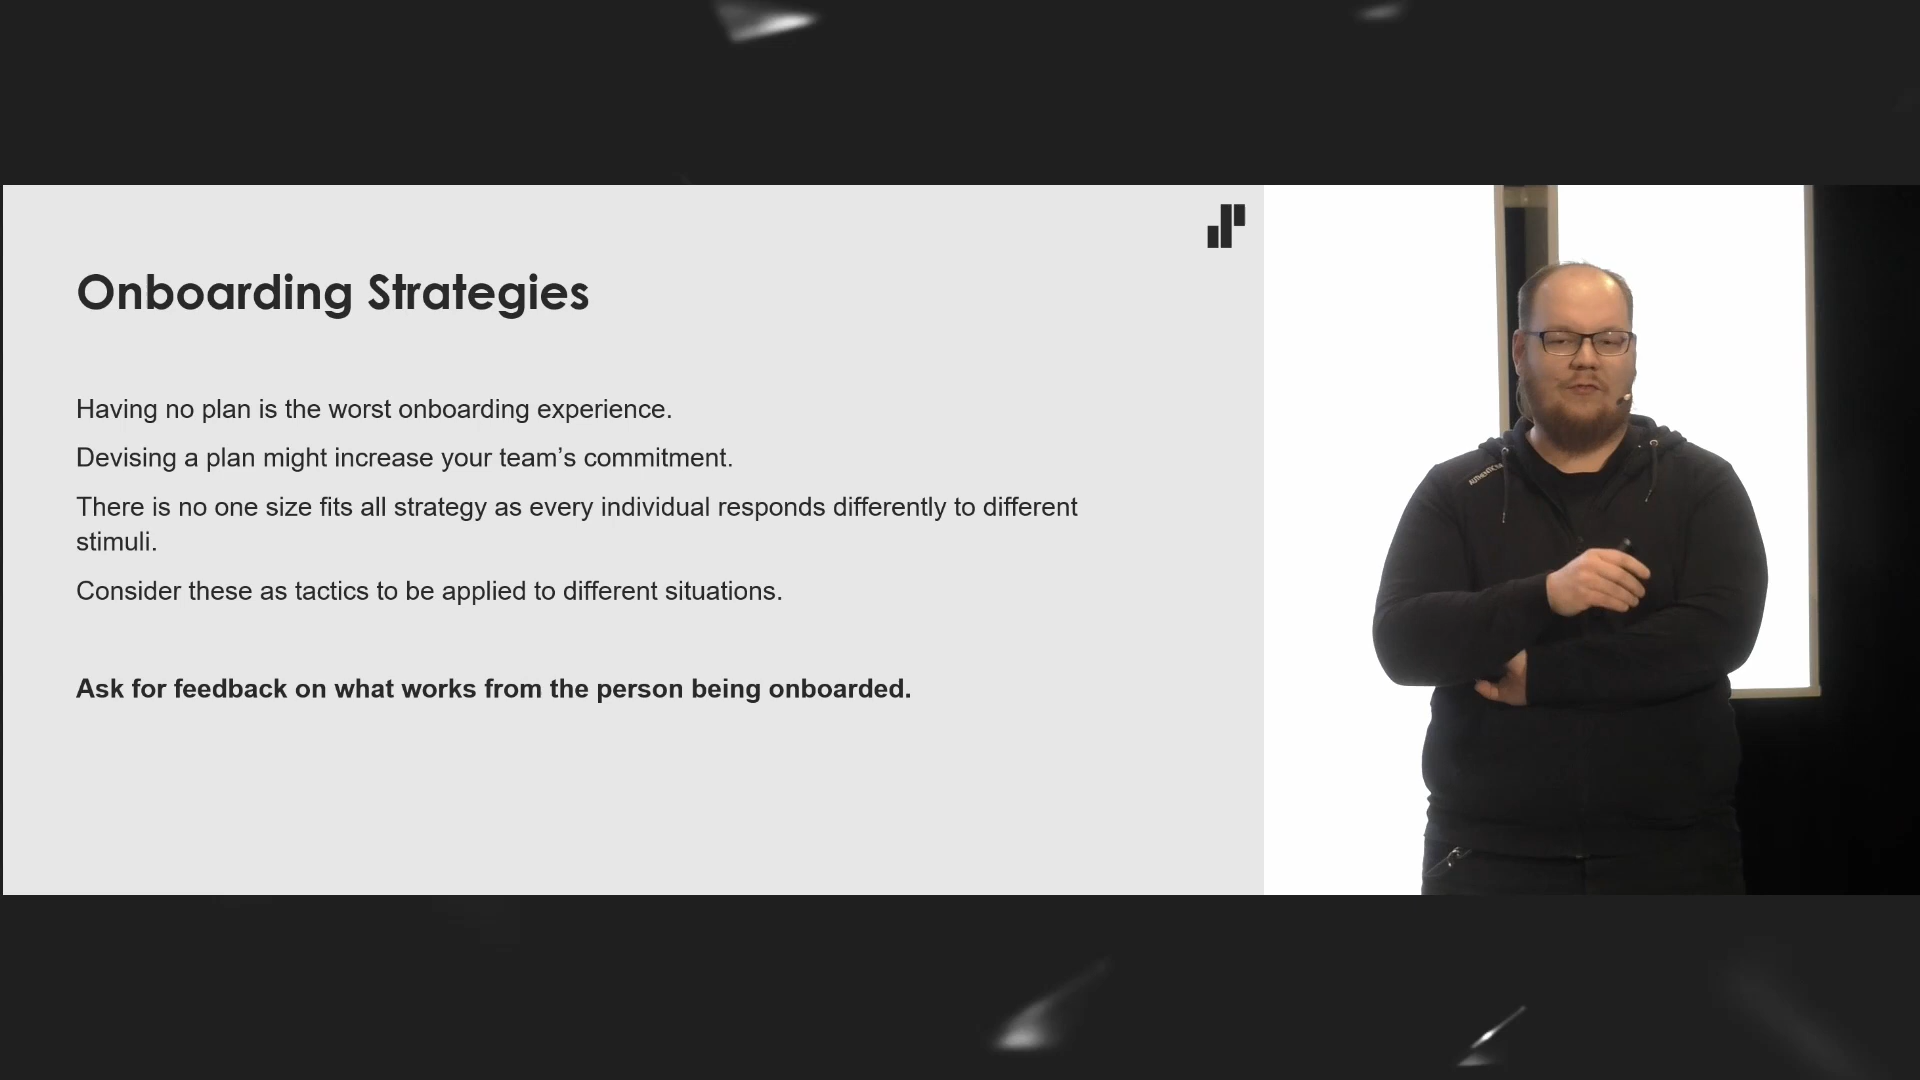 Onboarding Strategies
Having no plan is the worst onboarding experience.
Devising a plan might increase your team’s commitment.
There is no one size fits all strategy as every individual responds differently to different
stimuli.
Consider these as tactics to be applied to different situations.
Ask for feedback on what works from the person being onboarded.